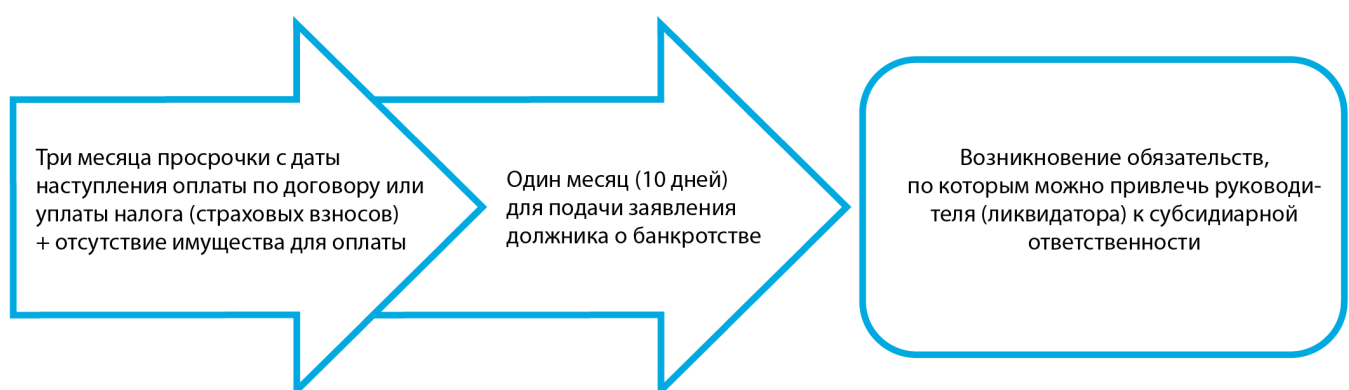 Три месяца просрочки с даты
наступления оплаты по договору или
уплаты налога (страховых взносов)
+ отсутствие имущества для оплаты
Один месяц (10 дней)
для подачи заявления
должника о банкротстве
Возникновение обязательств,
по которым можно привлечь руководи-
теля (ликвидатора) к субсидиарной
ответственности